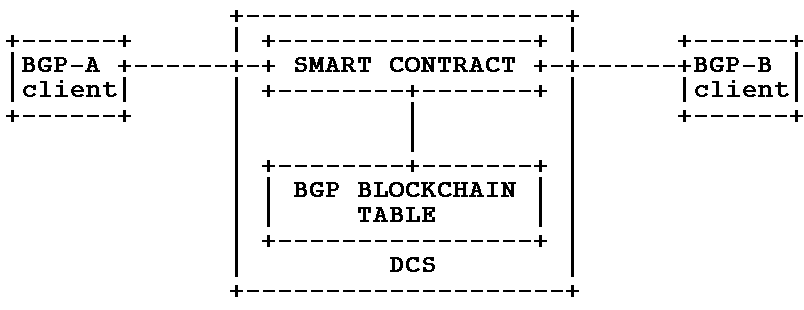 BGP-A
client
SMART CONTRACT
BGP-B
client
BGP BLOCKCHAIN
TABLE
DCS